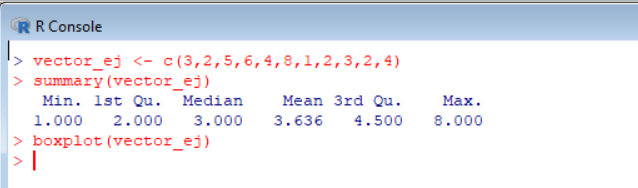 R R Console
> vector_ej <- c(3,2,5,6,4,8,1,2,3,2,4)
> summary(vector_ej)
   Min. 1st Qu.  Median    Mean 3rd Qu.    Max.
  1.000   2.000   3.000   3.636   4.500   8.000
> boxplot(vector_ej)
>